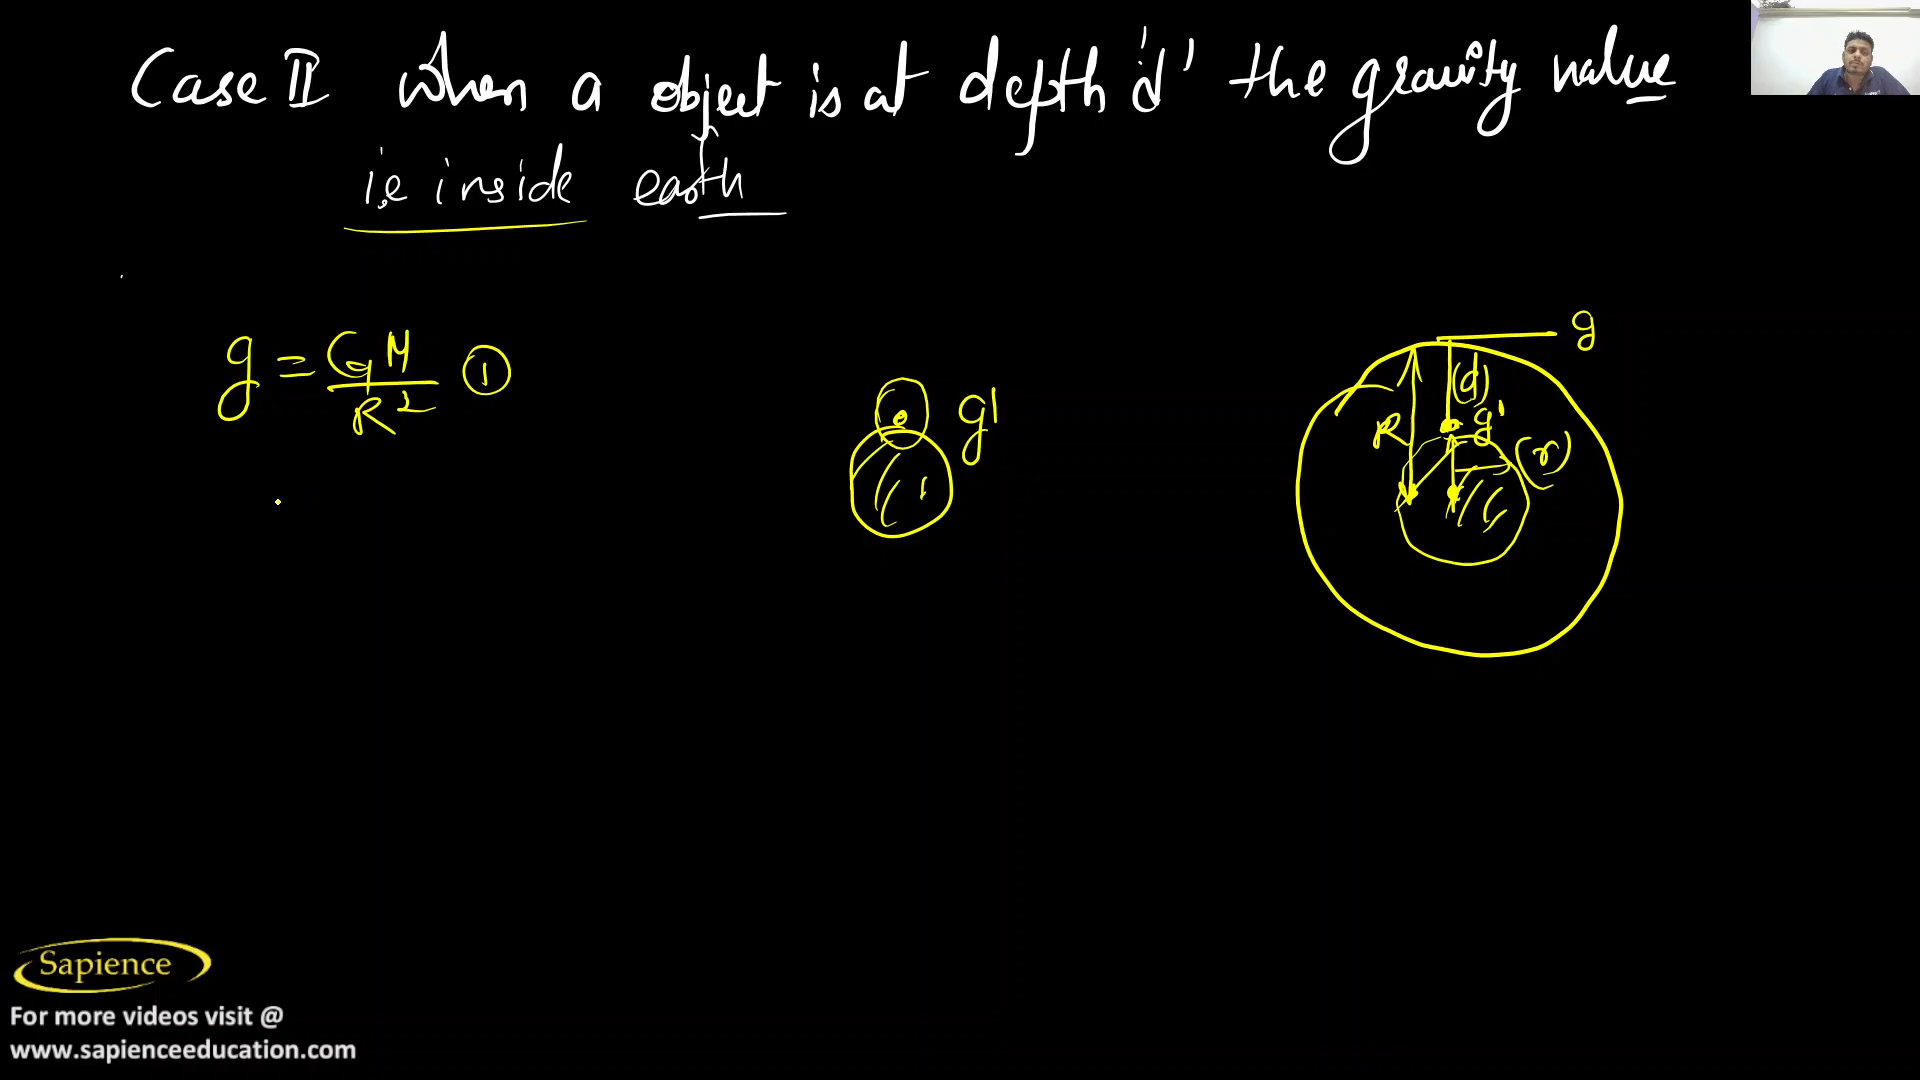 Case II when a object is at depth 'd' the gravity value
i.e inside earth
g = GM / R² ①
g'
g
(d)
R
g'
(r)
Sapience
For more videos visit @
www.sapienceeducation.com